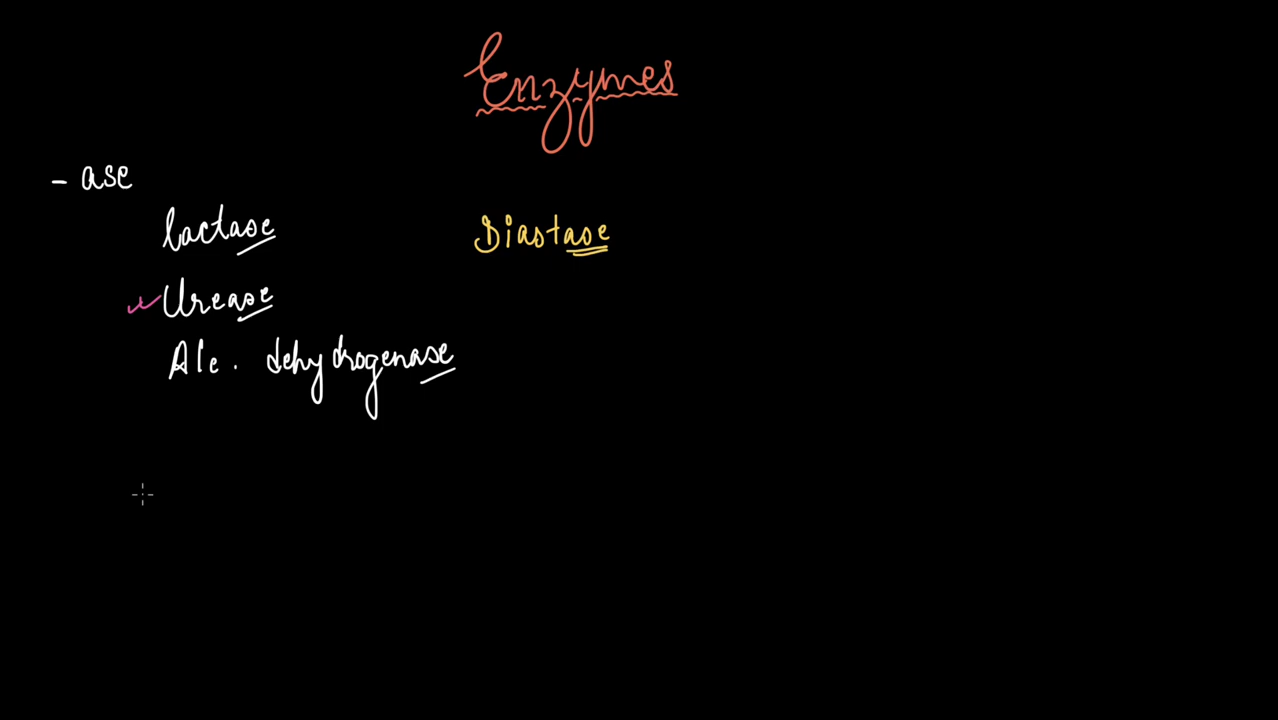 Enzymes
- ase
Lactase
Diastase
Urease
Alc. dehydrogenase